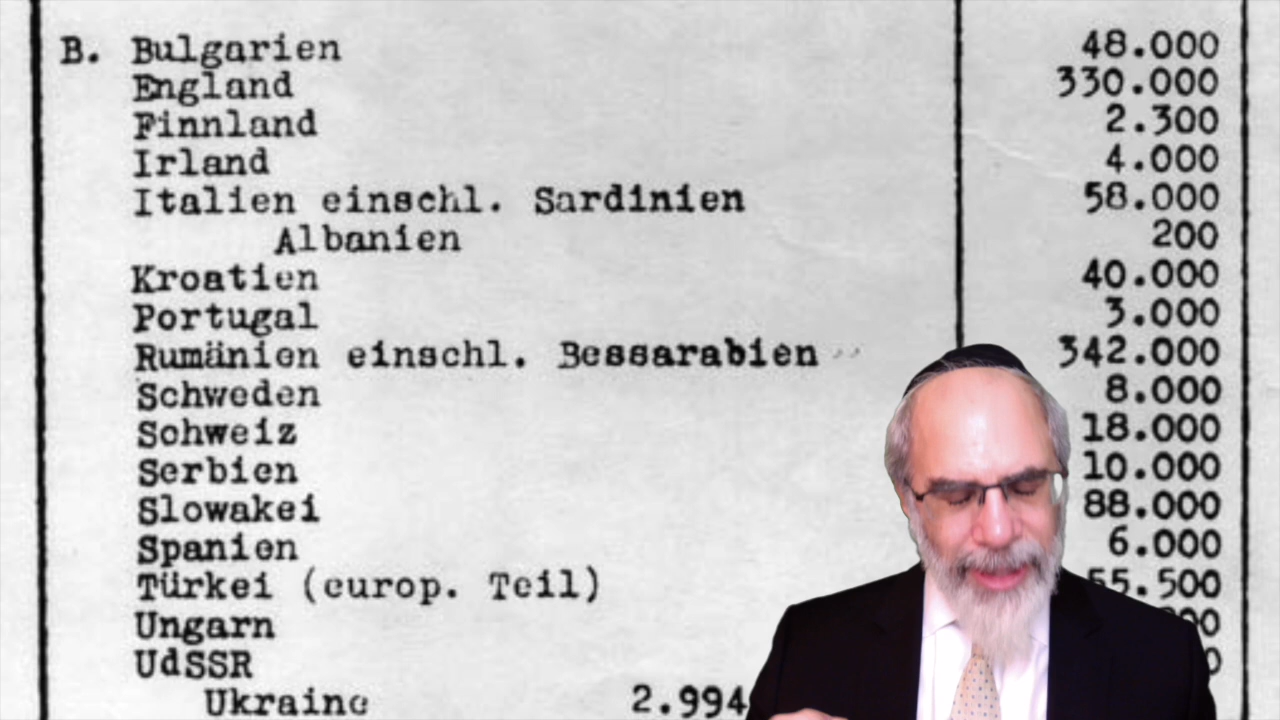 B. Bulgarien 48.000
England 330.000
Finnland 2.300
Irland 4.000
Italien einschl. Sardinien 58.000
Albanien 200
Kroatien 40.000
Portugal 3.000
Rumänien einschl. Bessarabien 342.000
Schweden 8.000
Schweiz 18.000
Serbien 10.000
Slowakei 88.000
Spanien 6.000
Türkei (europ. Teil) 55.500
Ungarn
UdSSR
Ukraine 2.994